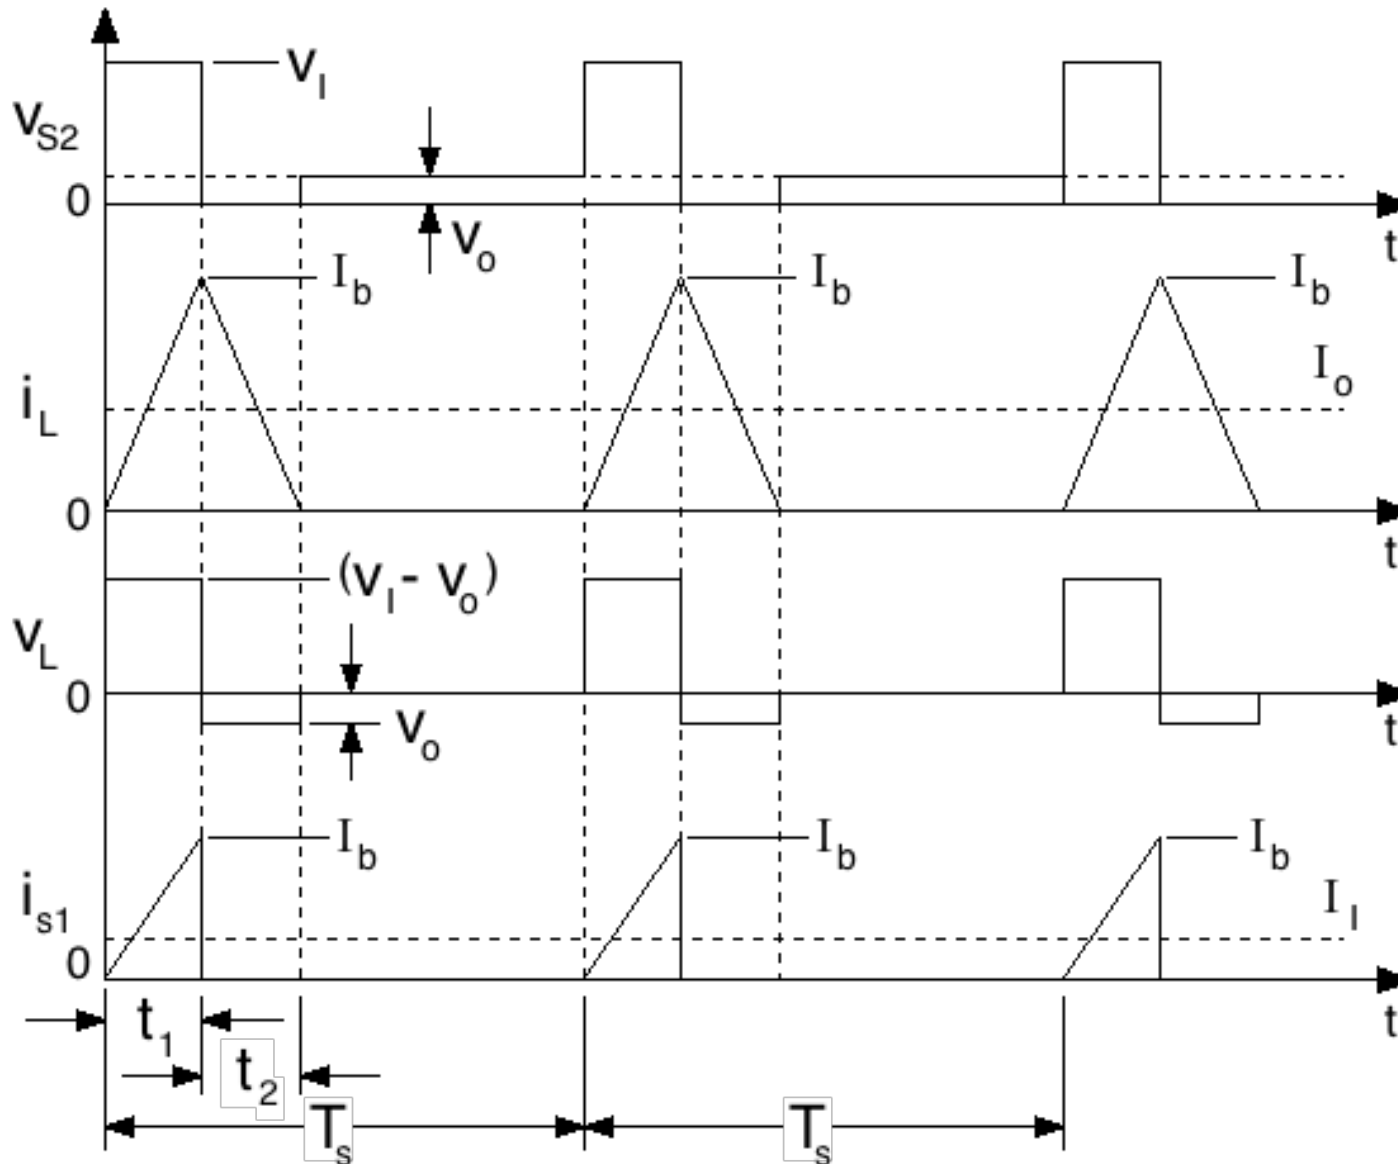 V_I
V_S2
0
V_o
t
I_b I_b I_b
I_o
i_L
0
t
(V_I - V_o)
V_L
0
V_o
t
I_b I_b I_b
i_s1
I_I
0
t_1
t
t_2
T_s T_s